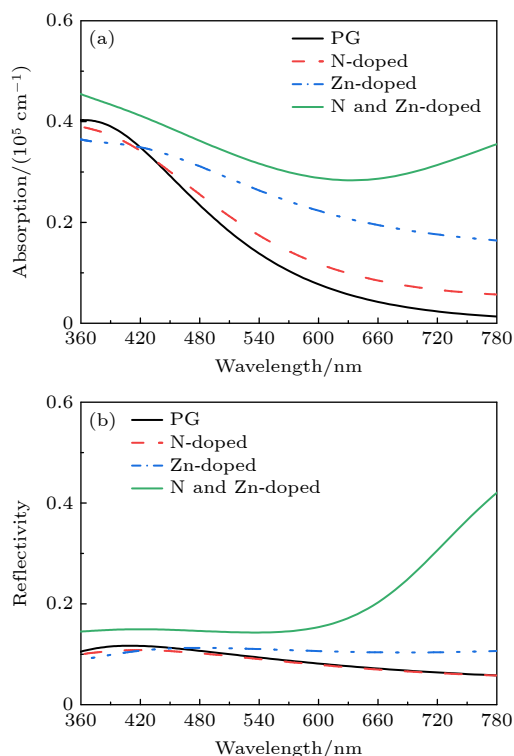 (a)
PG
N-doped
Zn-doped
N and Zn-doped
0.6
0.4
0.2
0
Absorption/(10⁵ cm⁻¹)
360 420 480 540 600 660 720 780
Wavelength/nm
(b)
PG
N-doped
Zn-doped
N and Zn-doped
0.6
0.4
0.2
0
Reflectivity
360 420 480 540 600 660 720 780
Wavelength/nm